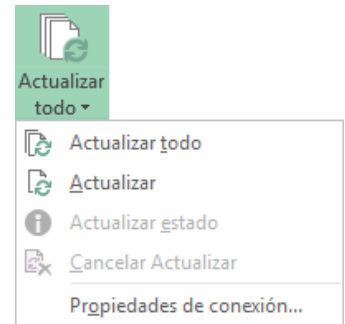 Actualizar
todo
Actualizar todo
Actualizar
Actualizar estado
Cancelar Actualizar
Propiedades de conexión...